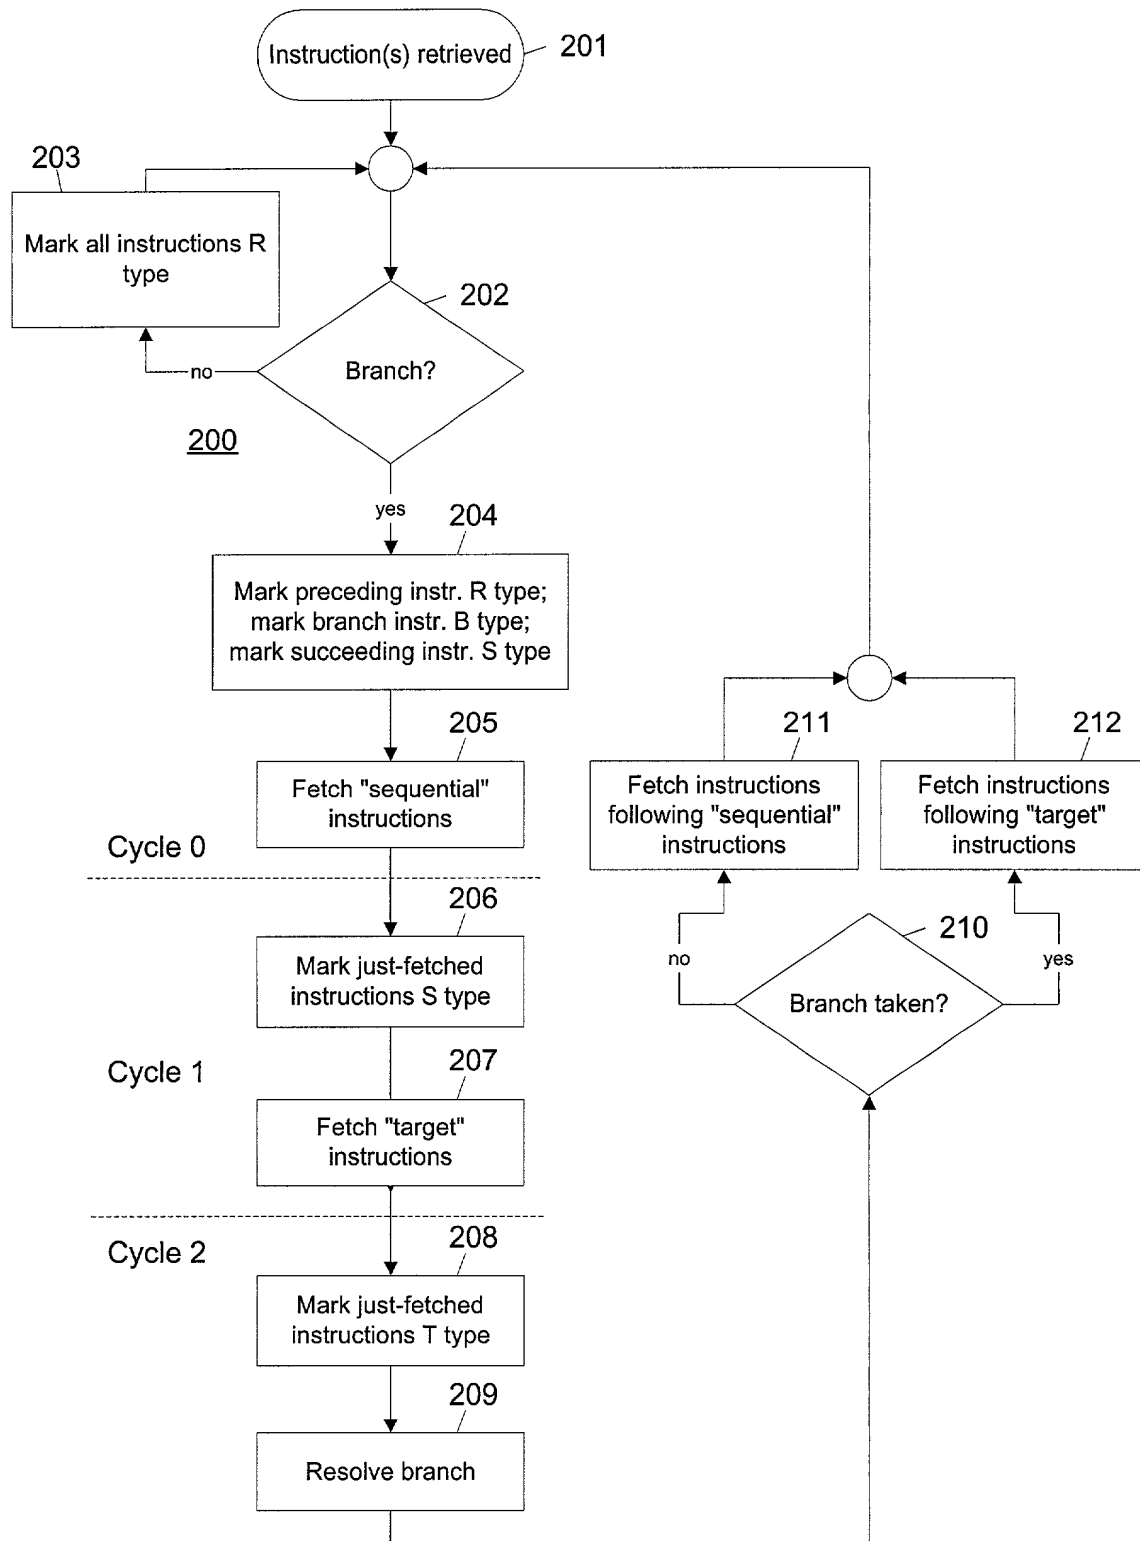 Instruction(s) retrieved
201
203
Mark all instructions R
type
202
Branch?
no
200
yes
204
Mark preceding instr. R type;
mark branch instr. B type;
mark succeeding instr. S type
205
Fetch "sequential"
instructions
Cycle 0
206
Mark just-fetched
instructions S type
Cycle 1
207
Fetch "target"
instructions
Cycle 2
208
Mark just-fetched
instructions T type
209
Resolve branch
211
Fetch instructions
following "sequential"
instructions
212
Fetch instructions
following "target"
instructions
210
no
yes
Branch taken?